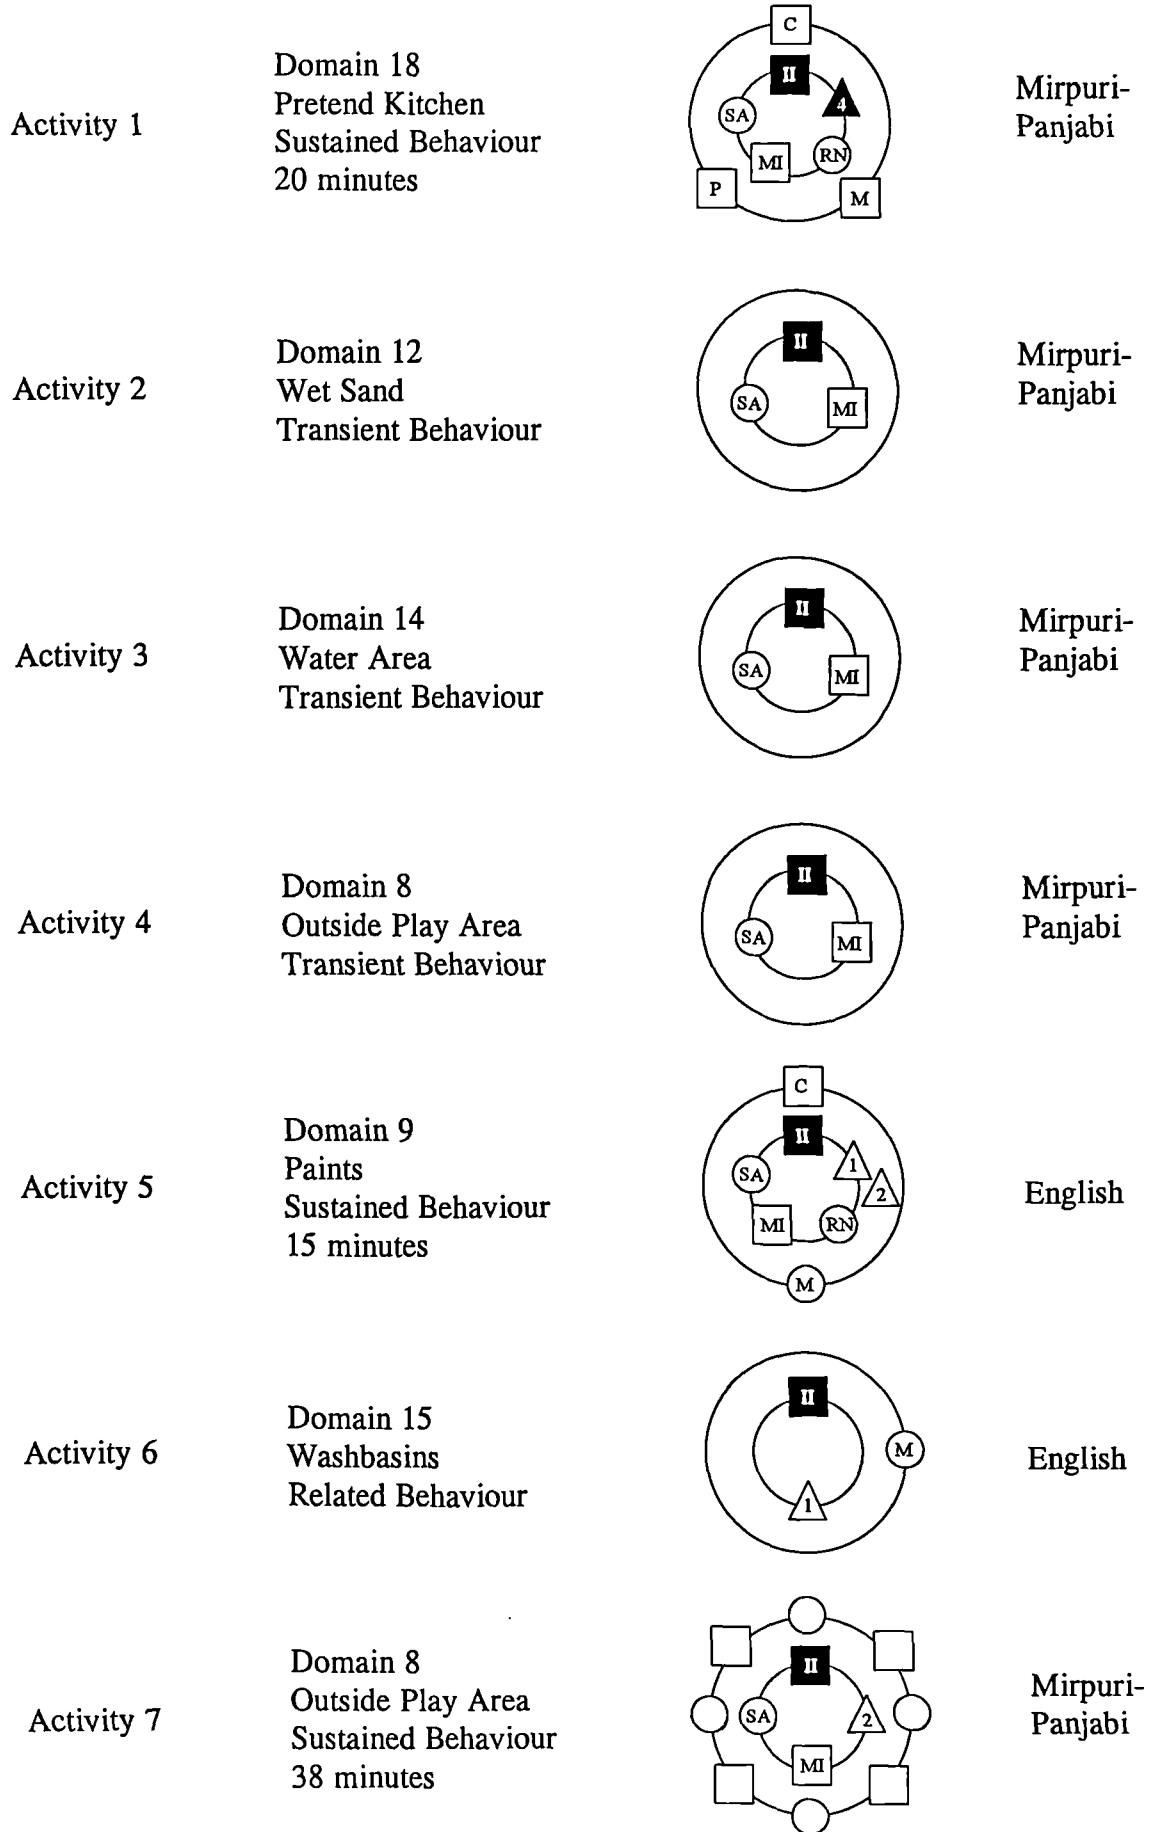 C
Domain 18
II
Mirpuri-
Pretend Kitchen
4
Activity 1
SA
Panjabi
Sustained Behaviour
MI
RN
20 minutes
P
M
Domain 12
II
Mirpuri-
Activity 2
Wet Sand
Panjabi
SA
MI
Transient Behaviour
Domain 14
II
Mirpuri-
Activity 3
Water Area
Panjabi
SA
MI
Transient Behaviour
Domain 8
II
Mirpuri-
Activity 4
Outside Play Area
Panjabi
SA
MI
Transient Behaviour
C
Domain 9
II
Paints
1
SA
Activity 5
2
English
Sustained Behaviour
MI
RN
15 minutes
M
II
Domain 15
Activity 6
Washbasins
M
English
Related Behaviour
1
Domain 8
II
Mirpuri-
Outside Play Area
Activity 7
SA
2
Panjabi
Sustained Behaviour
MI
38 minutes